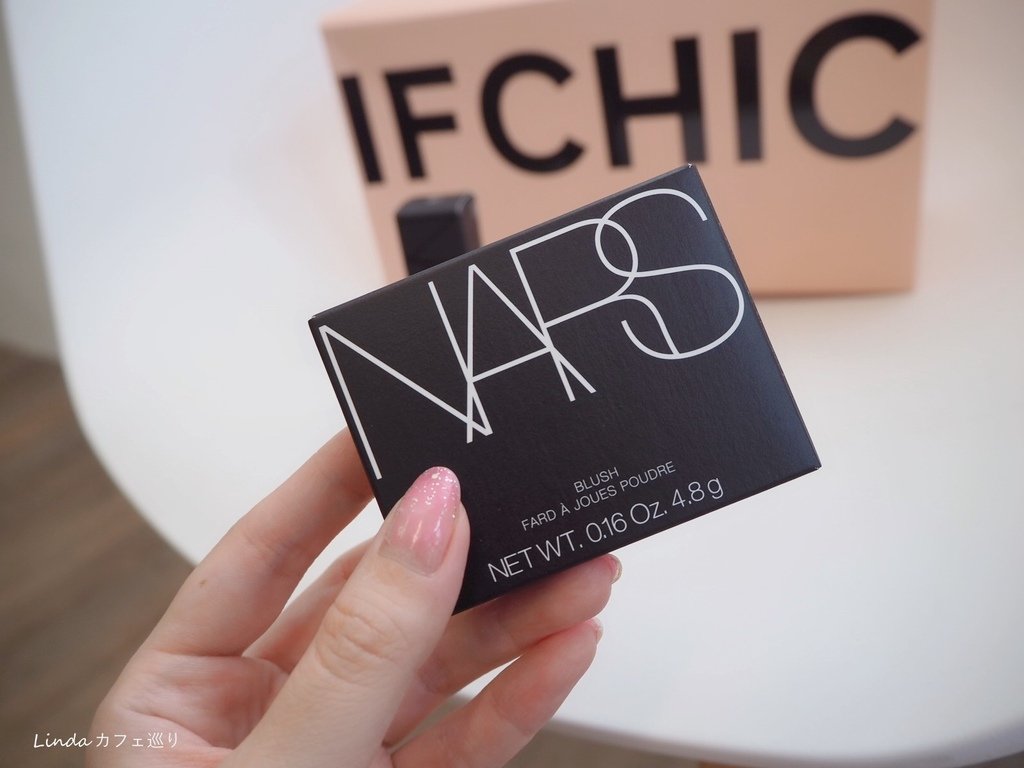 IFCHIC
NARS
BLUSH
FARD À JOUES POUDRE
NET WT. 0.16 Oz. 4.8 g
Linda カフェ巡り